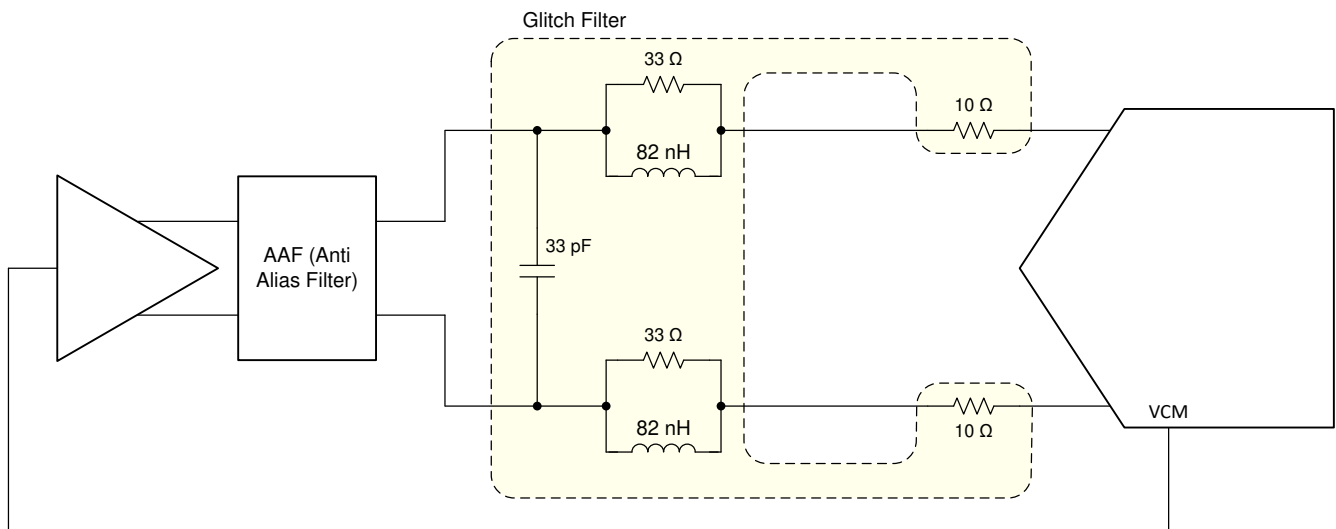 Glitch Filter
33 Ω
10 Ω
82 nH
AAF (Anti
Alias Filter)
33 pF
33 Ω
82 nH
10 Ω
VCM